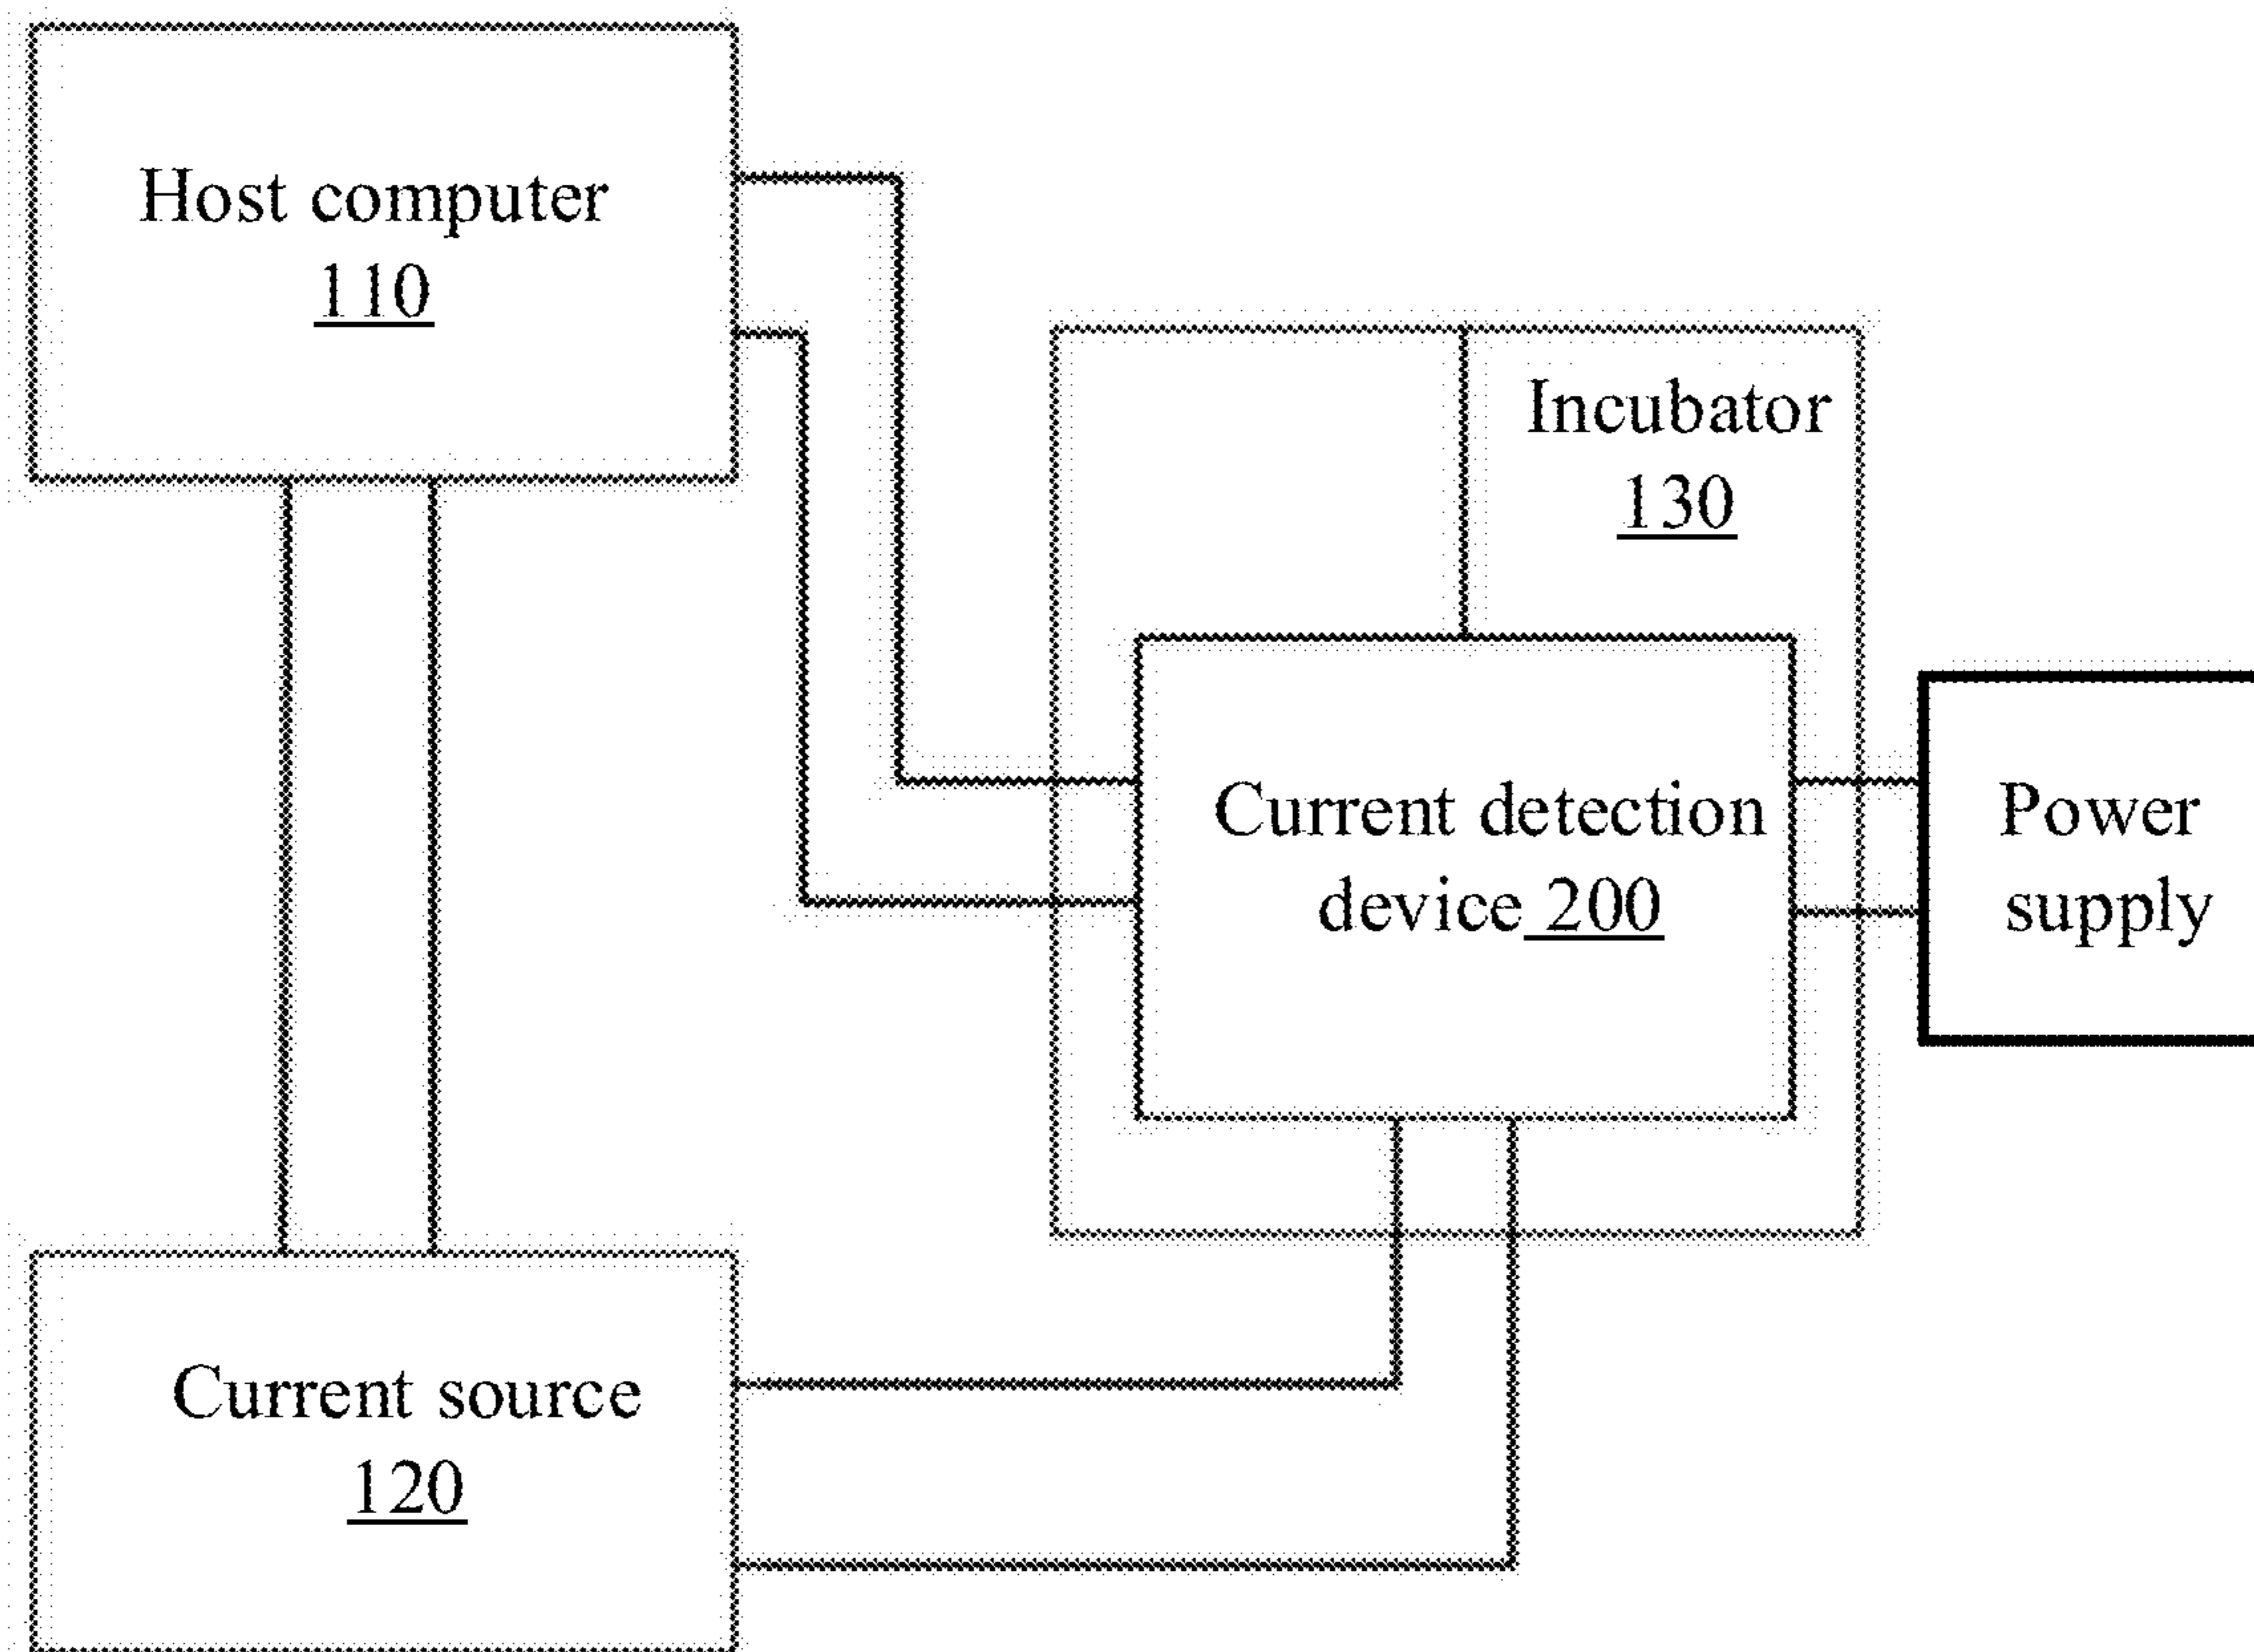 Host computer
110
Incubator
130
Current detection
device 200
Power
supply
Current source
120